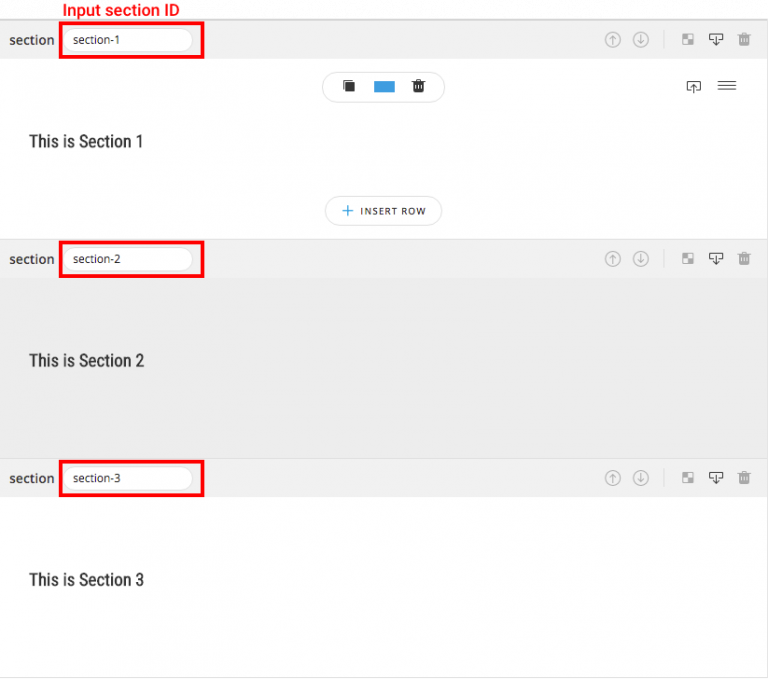 Input section ID
section section-1
This is Section 1
INSERT ROW
section section-2
This is Section 2
section section-3
This is Section 3